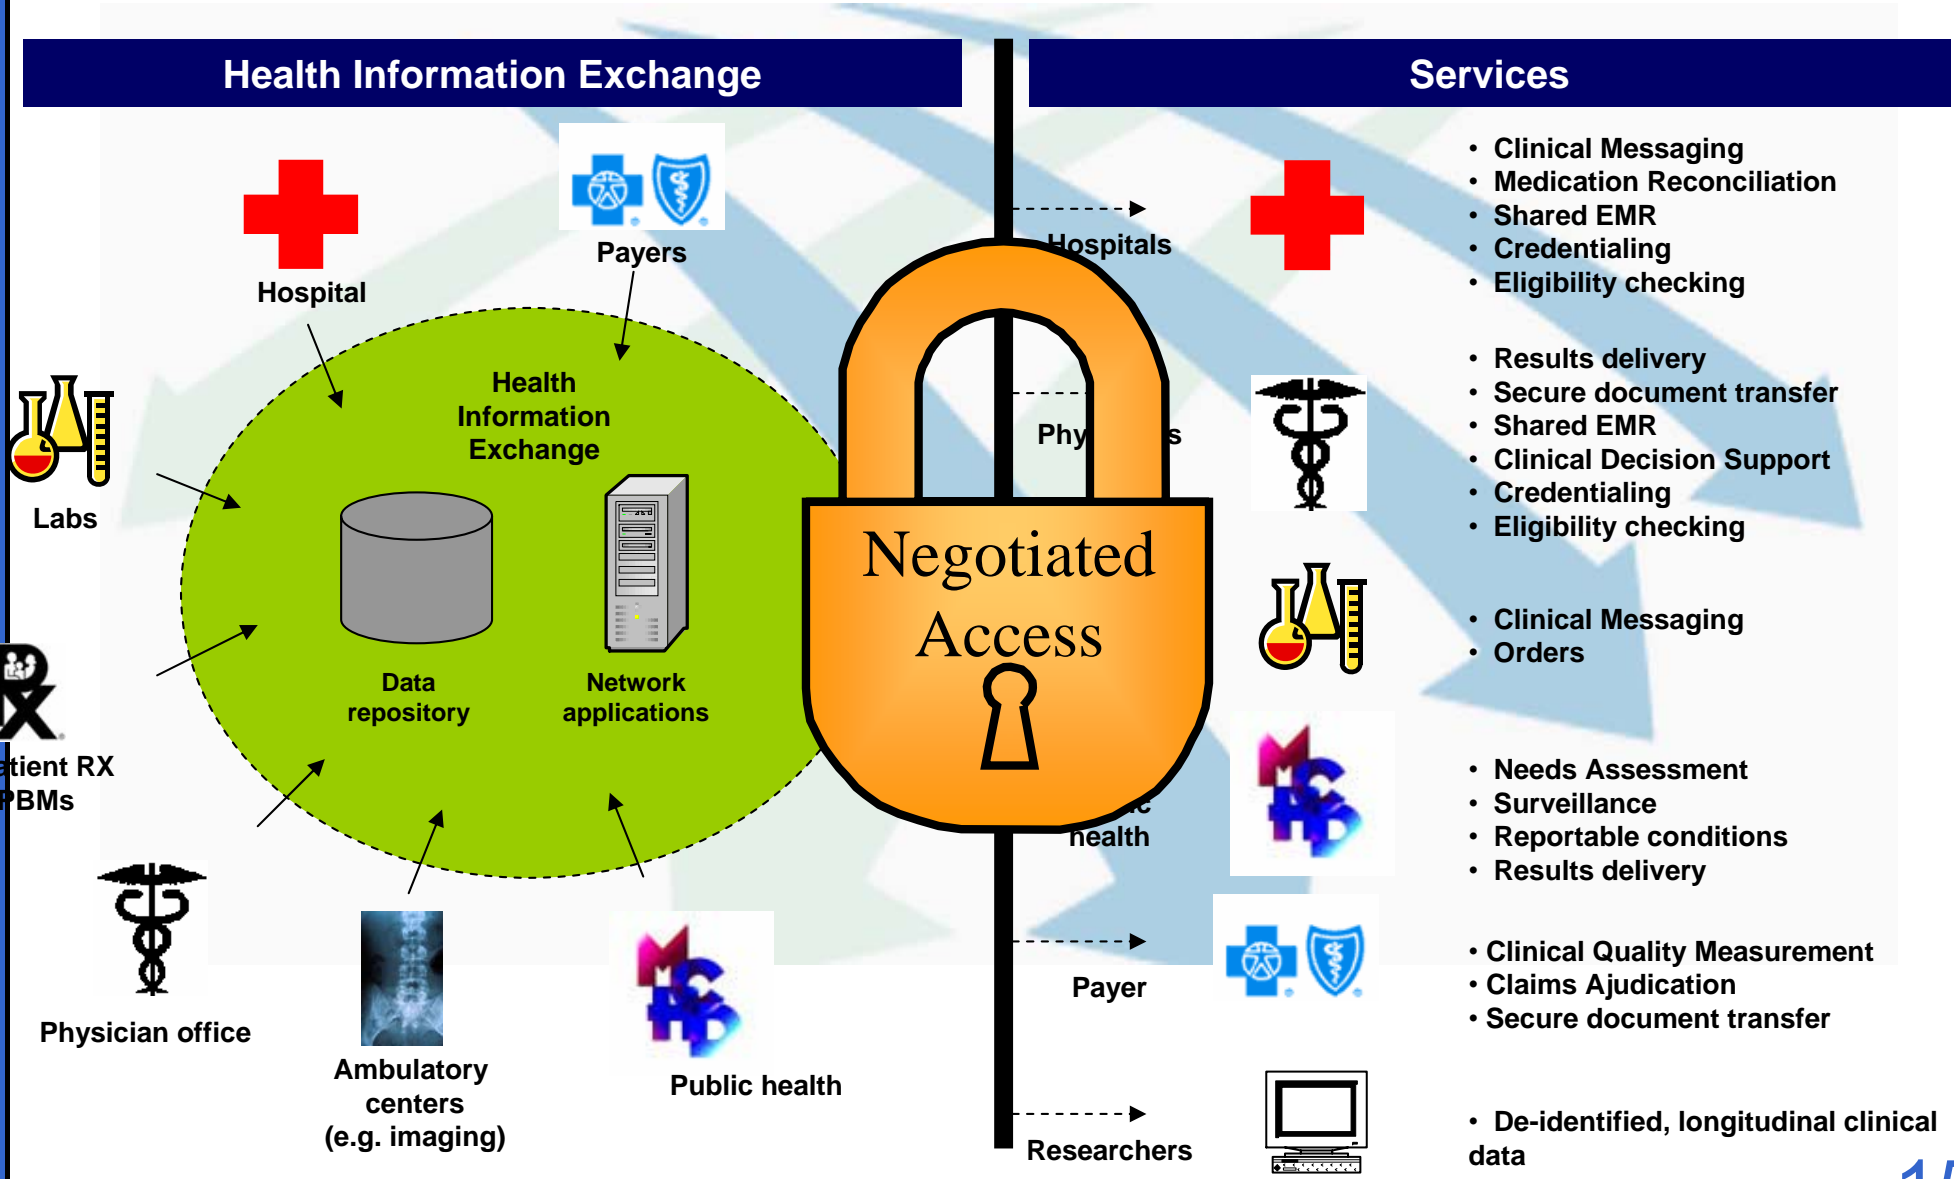 Health Information Exchange
Services
Hospital
Payers
Labs
RX
PBMs
Physician office
Ambulatory
centers
(e.g. imaging)
Public health
Health
Information
Exchange
Data
repository
Network
applications
Negotiated
Access
Hospitals
health
Payer
Researchers
• Clinical Messaging
• Medication Reconciliation
• Shared EMR
• Credentialing
• Eligibility checking
• Results delivery
• Secure document transfer
• Shared EMR
• Clinical Decision Support
• Credentialing
• Eligibility checking
• Clinical Messaging
• Orders
• Needs Assessment
• Surveillance
• Reportable conditions
• Results delivery
• Clinical Quality Measurement
• Claims Ajudication
• Secure document transfer
• De-identified, longitudinal clinical
data